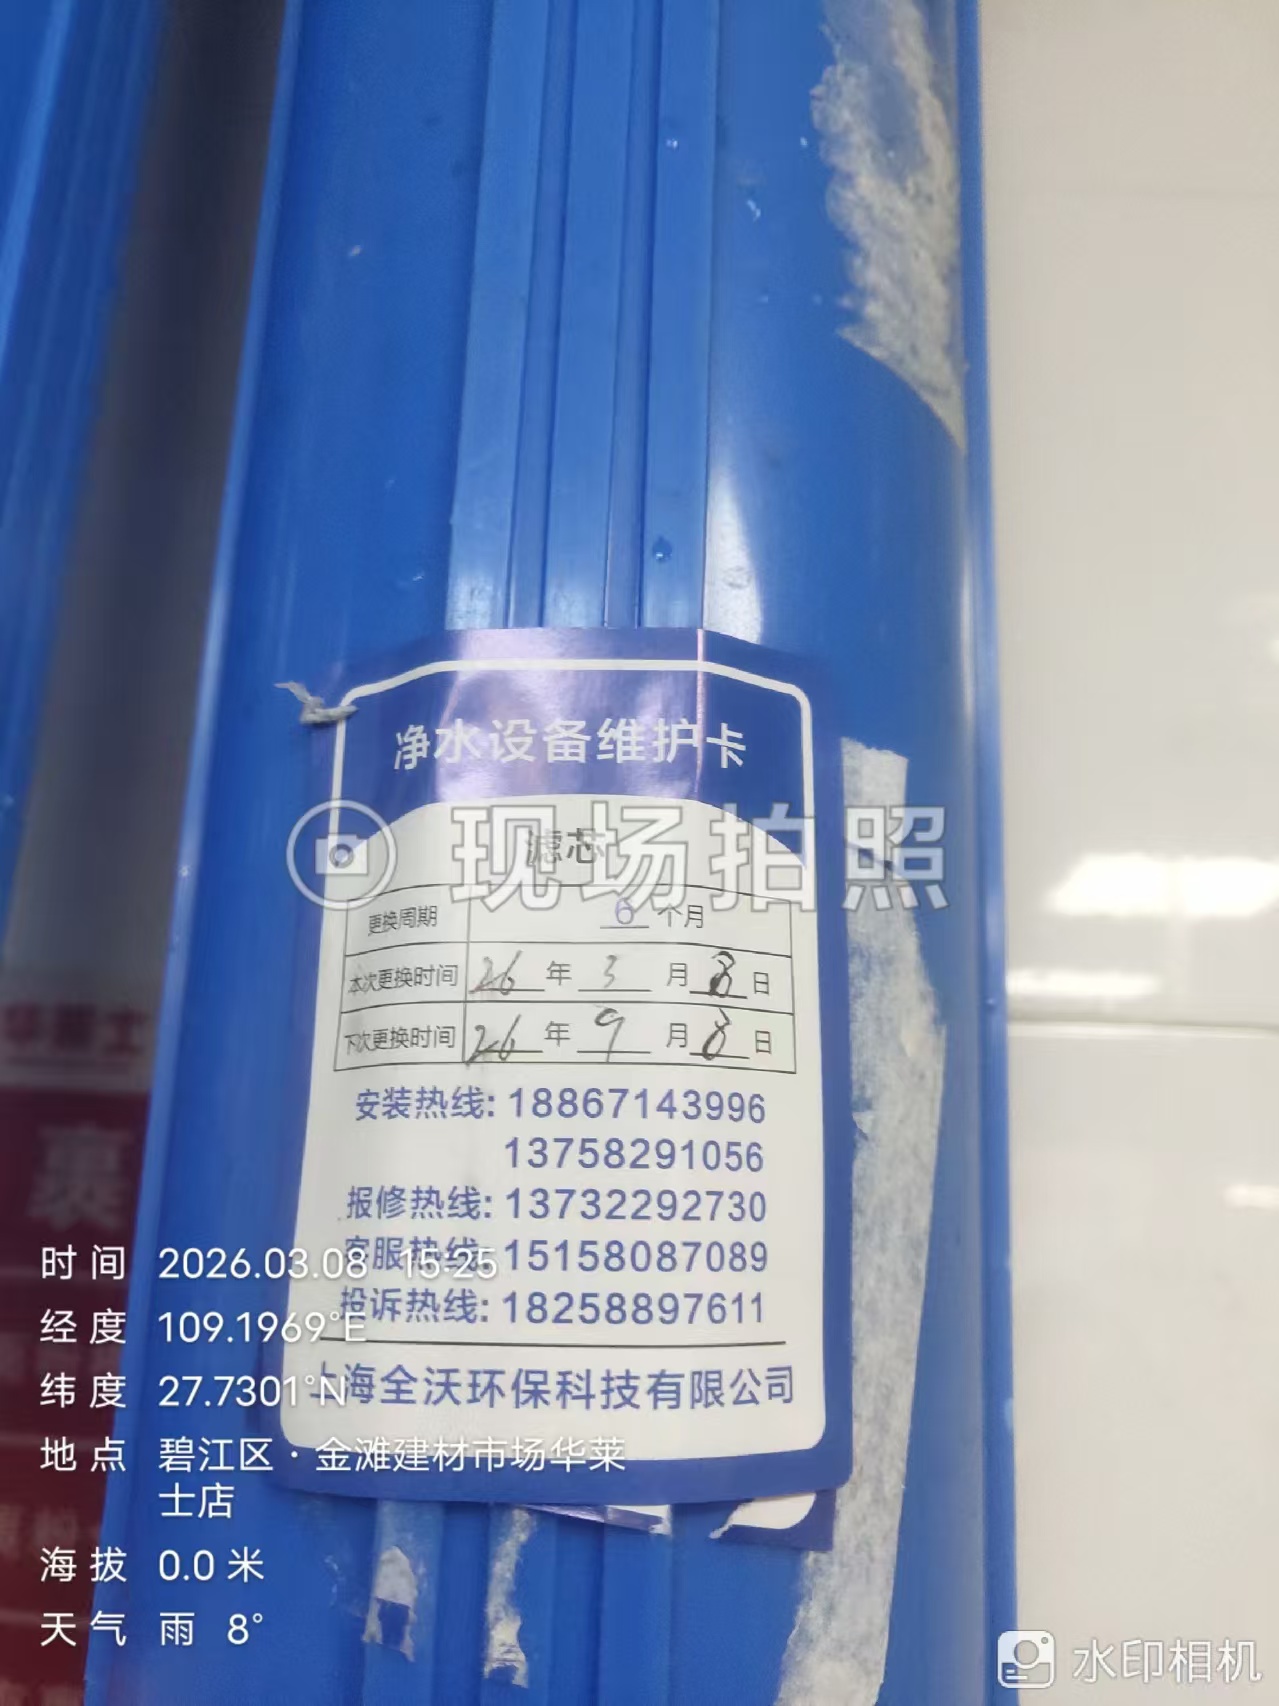 净水设备维护卡
现场拍照
滤芯
更换周期 6 个月
本次更换时间 26 年 3 月 8 日
下次更换时间 26 年 9 月 8 日
安装热线: 18867143996
13758291056
报修热线: 13732292730
客服热线: 15158087089
投诉热线: 18258897611
上海全沃环保科技有限公司
裹
时间 2026.03.08 15:25
经度 109.1969°E
纬度 27.7301°N
地点 碧江区·金滩建材市场华莱
士店
海拔 0.0 米
天气 雨 8°
水印相机